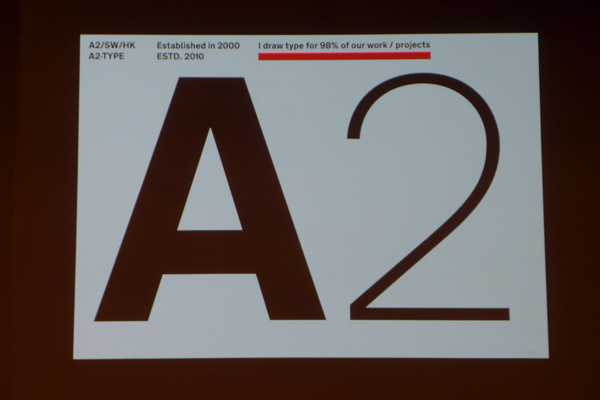 A2/SW/HK Established in 2000 I draw type for 98% of our work / projects
A2-TYPE ESTD. 2010
A2